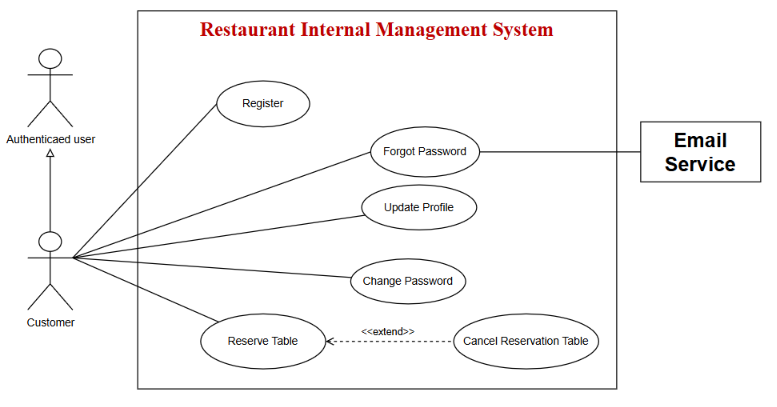 Restaurant Internal Management System
Register
Authenticaed user
Forgot Password
Email
Service
Update Profile
Change Password
Customer
Reserve Table
<<extend>>
Cancel Reservation Table